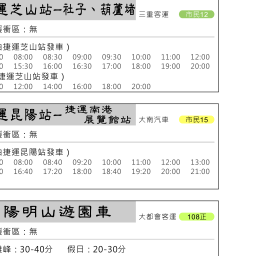 運芝山站—社子、葫蘆堵 三重客運 市民12
緩衝區：無
捷運芝山站發車）
08:00 08:30 09:00 09:30 10:00 11:00 12:00
15:30 16:00 16:30 17:00 18:00 19:00 20:00
捷運芝山站發車）
12:00 14:00 16:00 18:00 20:00
運昆陽站— 捷運南港展覽館站 大南汽車 市民15
緩衝區：無
捷運昆陽站發車）
08:00 08:40 09:20 10:00 11:00 12:00 13:00
16:40 17:20 18:00 18:40 19:20 20:00 21:00
陽明山遊園車 大都會客運 108正
緩衝區：無
峰：30-40分 假日：20-30分